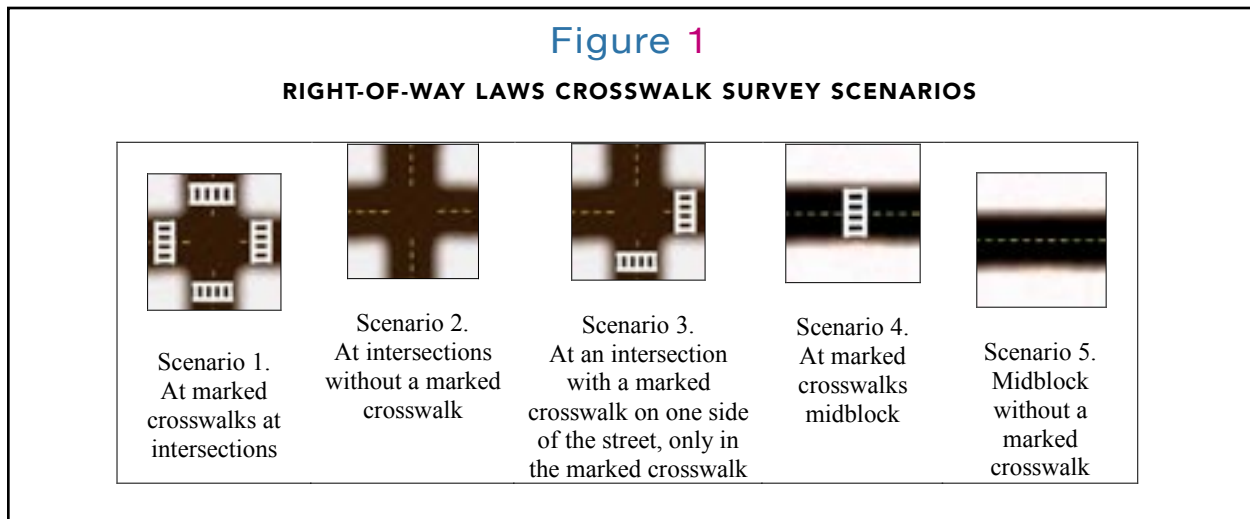 Figure 1
RIGHT-OF-WAY LAWS CROSSWALK SURVEY SCENARIOS
Scenario 1.
At marked
crosswalks at
intersections
Scenario 2.
At intersections
without a marked
crosswalk
Scenario 3.
At an intersection
with a marked
crosswalk on one side
of the street, only in
the marked crosswalk
Scenario 4.
At marked
crosswalks
midblock
Scenario 5.
Midblock
without a
marked
crosswalk